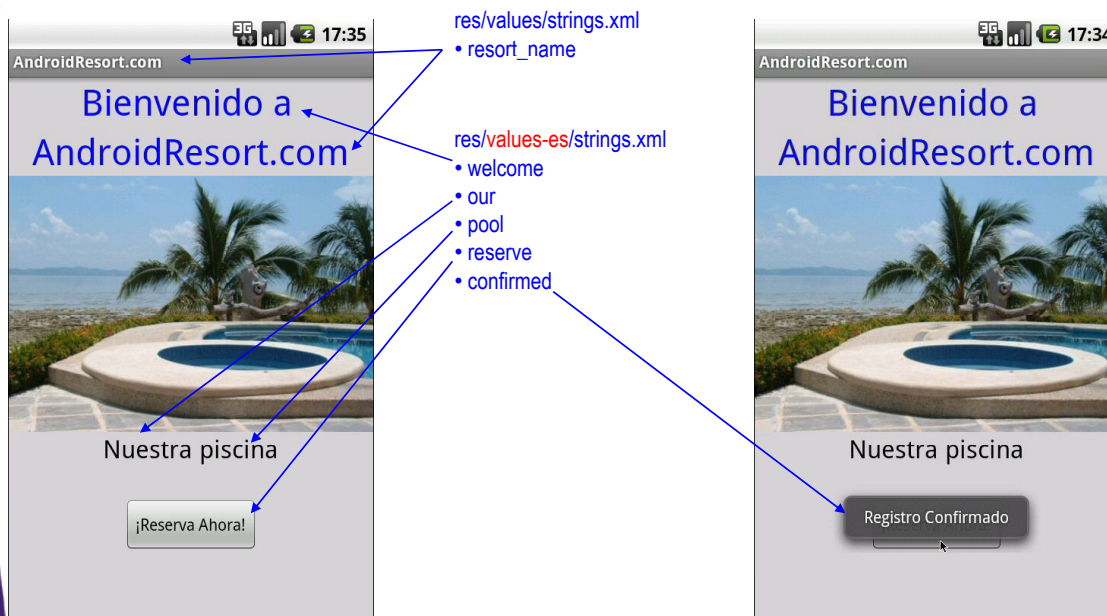 3G 17:35
AndroidResort.com
Bienvenido a
AndroidResort.com
Nuestra piscina
¡Reserva Ahora!
res/values/strings.xml
• resort_name
res/values-es/strings.xml
• welcome
• our
• pool
• reserve
• confirmed
3G 17:34
AndroidResort.com
Bienvenido a
AndroidResort.com
Nuestra piscina
Registro Confirmado